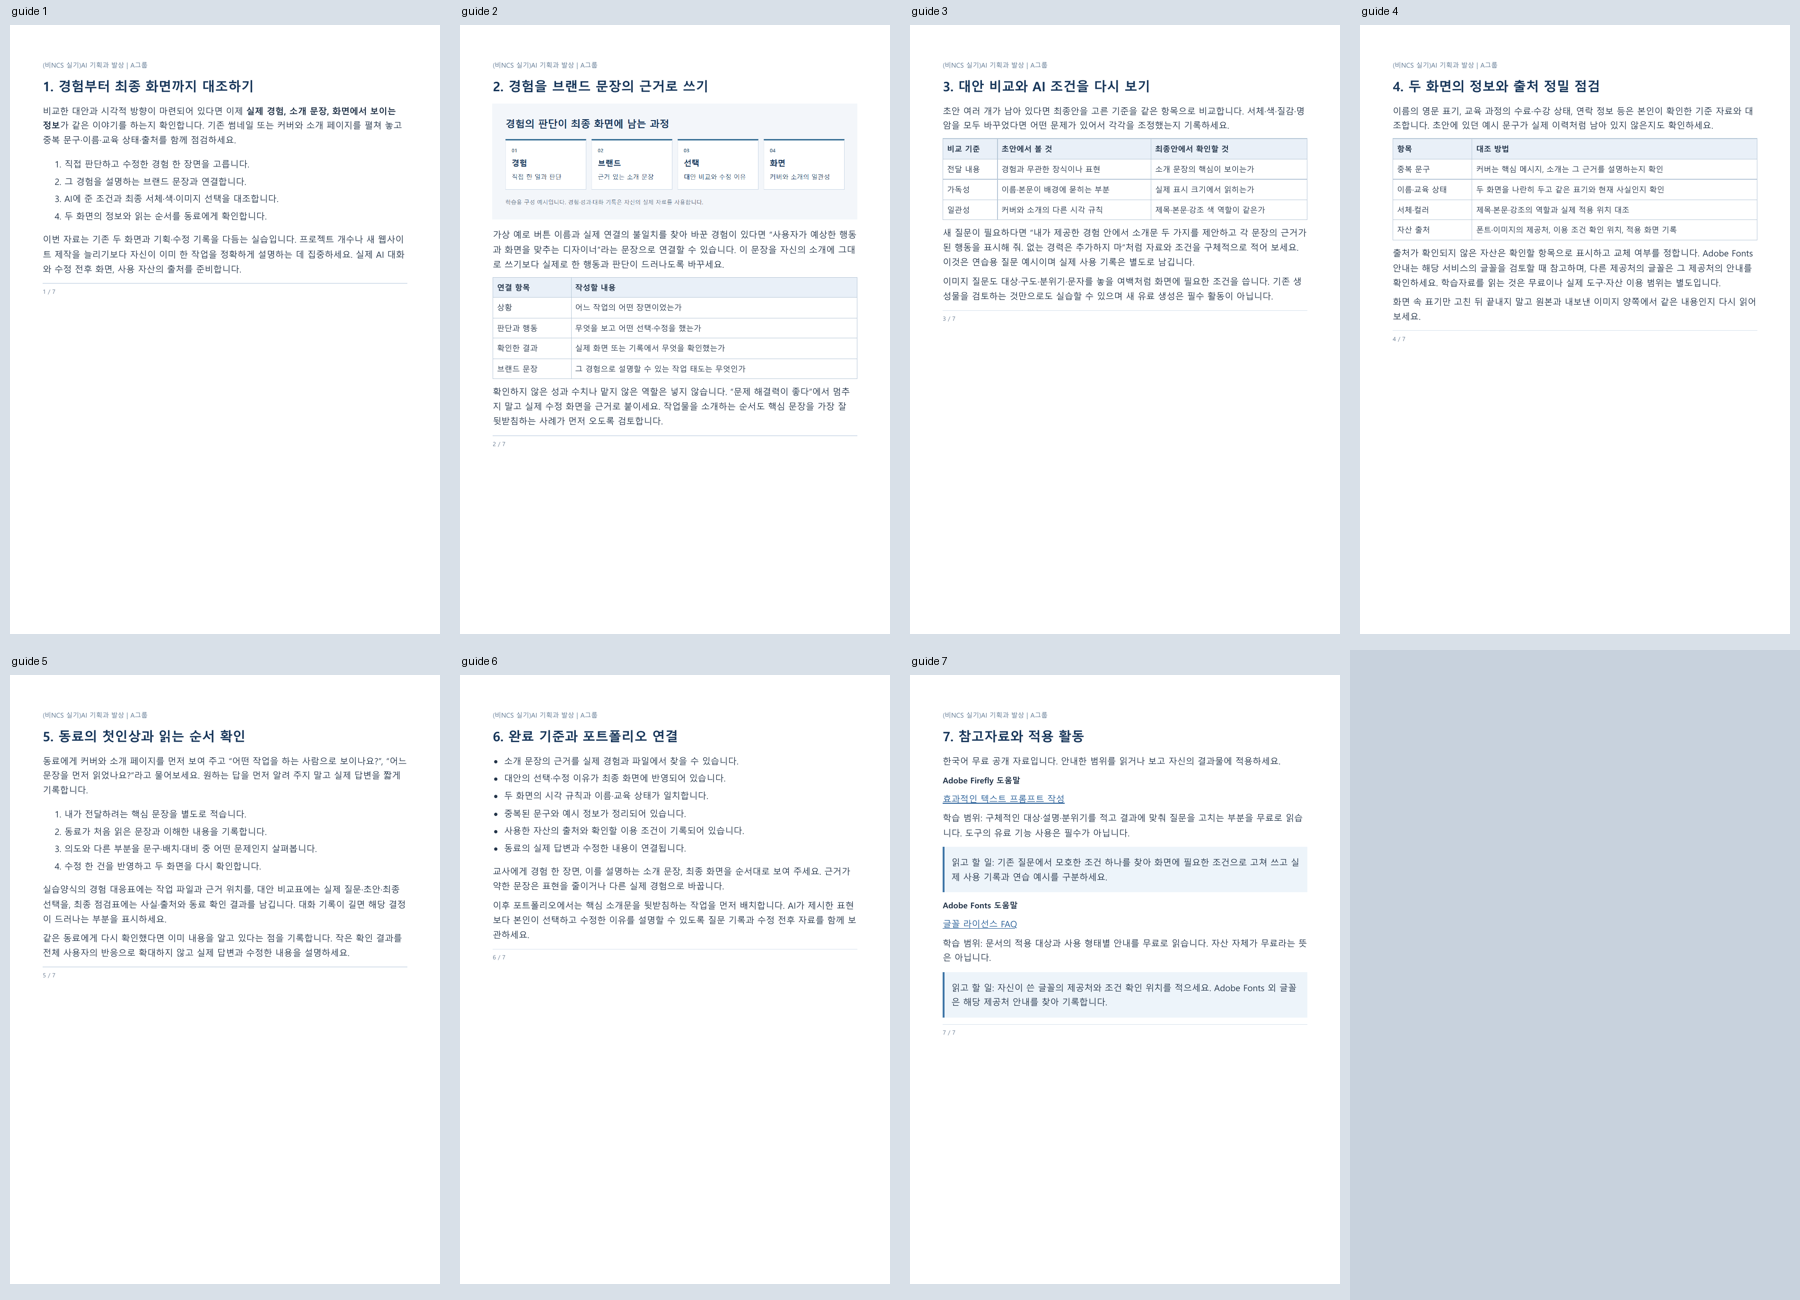 guide 1
(비NCS 실기)AI 기획과 발상 | A그룹
1. 경험부터 최종 화면까지 대조하기
비교한 대안과 시각적 방향이 마련되어 있다면 이제 실제 경험, 소개 문장, 화면에서 보이는
정보가 같은 이야기를 하는지 확인합니다. 기존 썸네일 또는 커버와 소개 페이지를 펼쳐 놓고
중복 문구·이름·교육 상태·출처를 함께 점검하세요.
1. 직접 판단하고 수정한 경험 한 장면을 고릅니다.
2. 그 경험을 설명하는 브랜드 문장과 연결합니다.
3. AI에 준 조건과 최종 서체·색·이미지 선택을 대조합니다.
4. 두 화면의 정보와 읽는 순서를 동료에게 확인합니다.
이번 자료는 기존 두 화면과 기획·수정 기록을 다듬는 실습입니다. 프로젝트 개수나 새 웹사이
트 제작을 늘리기보다 자신이 이미 한 작업을 정확하게 설명하는 데 집중하세요. 실제 AI 대화
와 수정 전후 화면, 사용 자산의 출처를 준비합니다.
1 / 7
guide 2
(비NCS 실기)AI 기획과 발상 | A그룹
2. 경험을 브랜드 문장의 근거로 쓰기
경험의 판단이 최종 화면에 남는 과정
01
경험
직접 한 일과 판단
02
브랜드
근거 있는 소개 문장
03
선택
대안 비교와 수정 이유
04
화면
커버와 소개의 일관성
학습용 구성 예시입니다. 경험·성과·대화 기록은 자신의 실제 자료를 사용합니다.
가상 예로 버튼 이름과 실제 연결의 불일치를 찾아 바꾼 경험이 있다면 "사용자가 예상한 행동
과 화면을 맞추는 디자이너"라는 문장으로 연결할 수 있습니다. 이 문장을 자신의 소개에 그대
로 쓰기보다 실제로 한 행동과 판단이 드러나도록 바꾸세요.
연결 항목 작성할 내용
상황 어느 작업의 어떤 장면이었는가
판단과 행동 무엇을 보고 어떤 선택·수정을 했는가
확인한 결과 실제 화면 또는 기록에서 무엇을 확인했는가
브랜드 문장 그 경험으로 설명할 수 있는 작업 태도는 무엇인가
확인하지 않은 성과 수치나 맡지 않은 역할은 넣지 않습니다. "문제 해결력이 좋다"에서 멈추
지 말고 실제 수정 화면을 근거로 붙이세요. 작업물을 소개하는 순서도 핵심 문장을 가장 잘
뒷받침하는 사례가 먼저 오도록 검토합니다.
2 / 7
guide 3
(비NCS 실기)AI 기획과 발상 | A그룹
3. 대안 비교와 AI 조건을 다시 보기
초안 여러 개가 남아 있다면 최종안을 고른 기준을 같은 항목으로 비교합니다. 서체·색·질감·명
암을 모두 바꾸었다면 어떤 문제가 있어서 각각을 조정했는지 기록하세요.
비교 기준 초안에서 볼 것 최종안에서 확인할 것
전달 내용 경험과 무관한 장식이나 표현 소개 문장의 핵심이 보이는가
가독성 이름·본문이 배경에 묻히는 부분 실제 표시 크기에서 읽히는가
일관성 커버와 소개의 다른 시각 규칙 제목·본문·강조 색 역할이 같은가
새 질문이 필요하다면 "내가 제공한 경험 안에서 소개문 두 가지를 제안하고 각 문장의 근거가
된 행동을 표시해 줘. 없는 경력은 추가하지 마"처럼 자료와 조건을 구체적으로 적어 보세요.
이것은 연습용 질문 예시이며 실제 사용 기록은 별도로 남깁니다.
이미지 질문도 대상·구도·분위기·문자를 놓을 여백처럼 화면에 필요한 조건을 씁니다. 기존 생
성물을 검토하는 것만으로도 실습할 수 있으며 새 유료 생성은 필수 활동이 아닙니다.
3 / 7
guide 4
(비NCS 실기)AI 기획과 발상 | A그룹
4. 두 화면의 정보와 출처 정밀 점검
이름의 영문 표기, 교육 과정의 수료·수강 상태, 연락 정보 등은 본인이 확인한 기준 자료와 대
조합니다. 초안에 있던 예시 문구가 실제 이력처럼 남아 있지 않은지도 확인하세요.
항목 대조 방법
중복 문구 커버는 핵심 메시지, 소개는 그 근거를 설명하는지 확인
이름·교육 상태 두 화면을 나란히 두고 같은 표기와 현재 사실인지 확인
서체·컬러 제목·본문·강조의 역할과 실제 적용 위치 대조
자산 출처 폰트·이미지의 제공처, 이용 조건 확인 위치, 적용 화면 기록
출처가 확인되지 않은 자산은 확인할 항목으로 표시하고 교체 여부를 정합니다. Adobe Fonts
안내는 해당 서비스의 글꼴을 검토할 때 참고하며, 다른 제공처의 글꼴은 그 제공처의 안내를
확인하세요. 학습자료를 읽는 것은 무료이나 실제 도구·자산 이용 범위는 별도입니다.
화면 속 표기만 고친 뒤 끝내지 말고 원본과 내보낸 이미지 양쪽에서 같은 내용인지 다시 읽어
보세요.
4 / 7
guide 5
(비NCS 실기)AI 기획과 발상 | A그룹
5. 동료의 첫인상과 읽는 순서 확인
동료에게 커버와 소개 페이지를 먼저 보여 주고 "어떤 작업을 하는 사람으로 보이나요?", "어느
문장을 먼저 읽었나요?"라고 물어보세요. 원하는 답을 먼저 알려 주지 말고 실제 답변을 짧게
기록합니다.
1. 내가 전달하려는 핵심 문장을 별도로 적습니다.
2. 동료가 처음 읽은 문장과 이해한 내용을 기록합니다.
3. 의도와 다른 부분을 문구·배치·대비 중 어떤 문제인지 살펴봅니다.
4. 수정 한 건을 반영하고 두 화면을 다시 확인합니다.
실습양식의 경험 대응표에는 작업 파일과 근거 위치를, 대안 비교표에는 실제 질문·초안·최종
선택을, 최종 점검표에는 사실·출처와 동료 확인 결과를 남깁니다. 대화 기록이 길면 해당 결정
이 드러나는 부분을 표시하세요.
같은 동료에게 다시 확인했다면 이미 내용을 알고 있다는 점을 기록합니다. 작은 확인 결과를
전체 사용자의 반응으로 확대하지 않고 실제 답변과 수정한 내용을 설명하세요.
5 / 7
guide 6
(비NCS 실기)AI 기획과 발상 | A그룹
6. 완료 기준과 포트폴리오 연결
• 소개 문장의 근거를 실제 경험과 파일에서 찾을 수 있습니다.
• 대안의 선택·수정 이유가 최종 화면에 반영되어 있습니다.
• 두 화면의 시각 규칙과 이름·교육 상태가 일치합니다.
• 중복된 문구와 예시 정보가 정리되어 있습니다.
• 사용한 자산의 출처와 확인할 이용 조건이 기록되어 있습니다.
• 동료의 실제 답변과 수정한 내용이 연결됩니다.
교사에게 경험 한 장면, 이를 설명하는 소개 문장, 최종 화면을 순서대로 보여 주세요. 근거가
약한 문장은 표현을 줄이거나 다른 실제 경험으로 바꿉니다.
이후 포트폴리오에서는 핵심 소개문을 뒷받침하는 작업을 먼저 배치합니다. AI가 제시한 표현
보다 본인이 선택하고 수정한 이유를 설명할 수 있도록 질문 기록과 수정 전후 자료를 함께 보
관하세요.
6 / 7
guide 7
(비NCS 실기)AI 기획과 발상 | A그룹
7. 참고자료와 적용 활동
한국어 무료 공개 자료입니다. 안내한 범위를 읽거나 보고 자신의 결과물에 적용하세요.
Adobe Firefly 도움말
효과적인 텍스트 프롬프트 작성
학습 범위: 구체적인 대상·설명·분위기를 적고 결과에 맞춰 질문을 고치는 부분을 무료로 읽습
니다. 도구의 유료 기능 사용은 필수가 아닙니다.
읽고 할 일: 기존 질문에서 모호한 조건 하나를 찾아 화면에 필요한 조건으로 고쳐 쓰고 실
제 사용 기록과 연습 예시를 구분하세요.
Adobe Fonts 도움말
글꼴 라이선스 FAQ
학습 범위: 문서의 적용 대상과 사용 형태별 안내를 무료로 읽습니다. 자산 자체가 무료라는 뜻
은 아닙니다.
읽고 할 일: 자신이 쓴 글꼴의 제공처와 조건 확인 위치를 적으세요. Adobe Fonts 외 글꼴
은 해당 제공처 안내를 찾아 기록합니다.
7 / 7